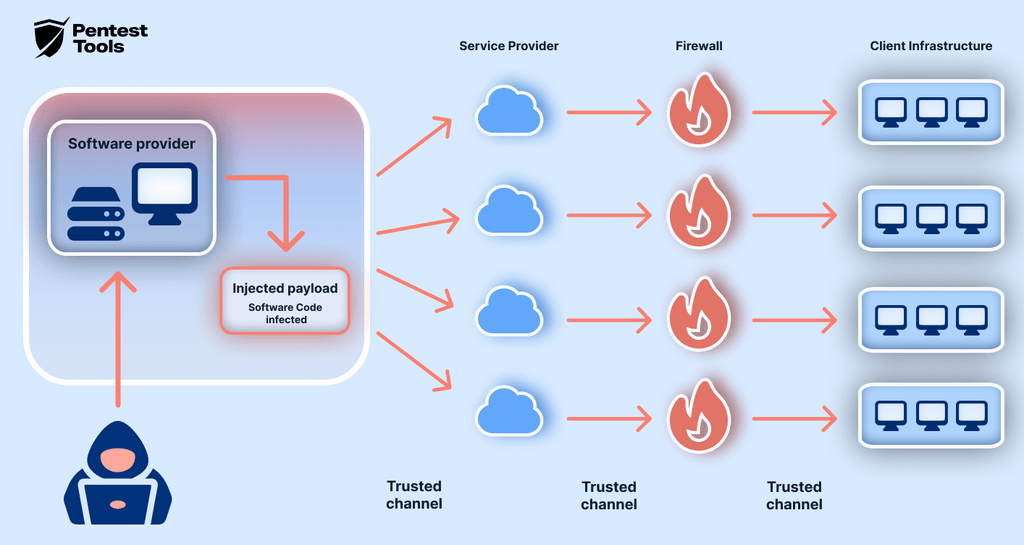 Pentest
Tools
Service Provider
Firewall
Client Infrastructure
Software provider
Injected payload
Software Code
infected
Trusted
channel
Trusted
channel
Trusted
channel